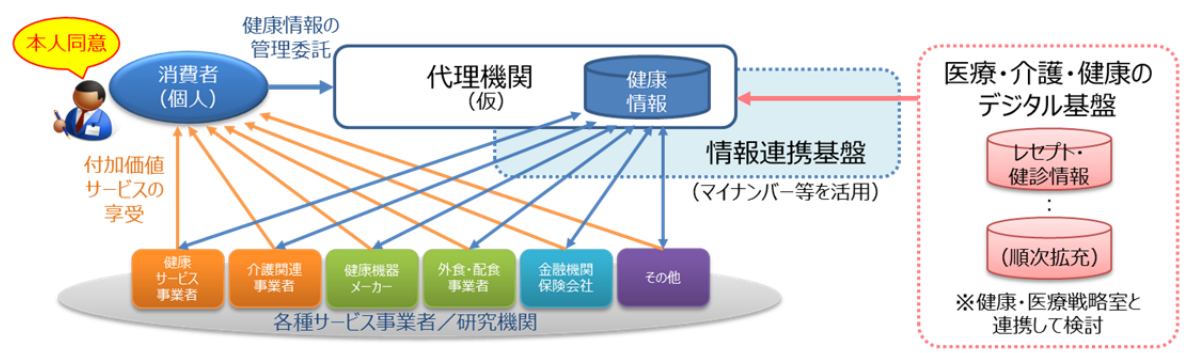 本人同意
健康情報の
管理委託
消費者
（個人）
代理機関
（仮）
健康
情報
医療・介護・健康の
デジタル基盤
レセプト・
健診情報
：
（順次拡充）
※健康・医療戦略室と
連携して検討
情報連携基盤
（マイナンバー等を活用）
付加価値
サービスの
享受
健康
サービス
事業者
介護関連
事業者
健康機器
メーカー
外食・配食
事業者
金融機関
保険会社
その他
各種サービス事業者／研究機関